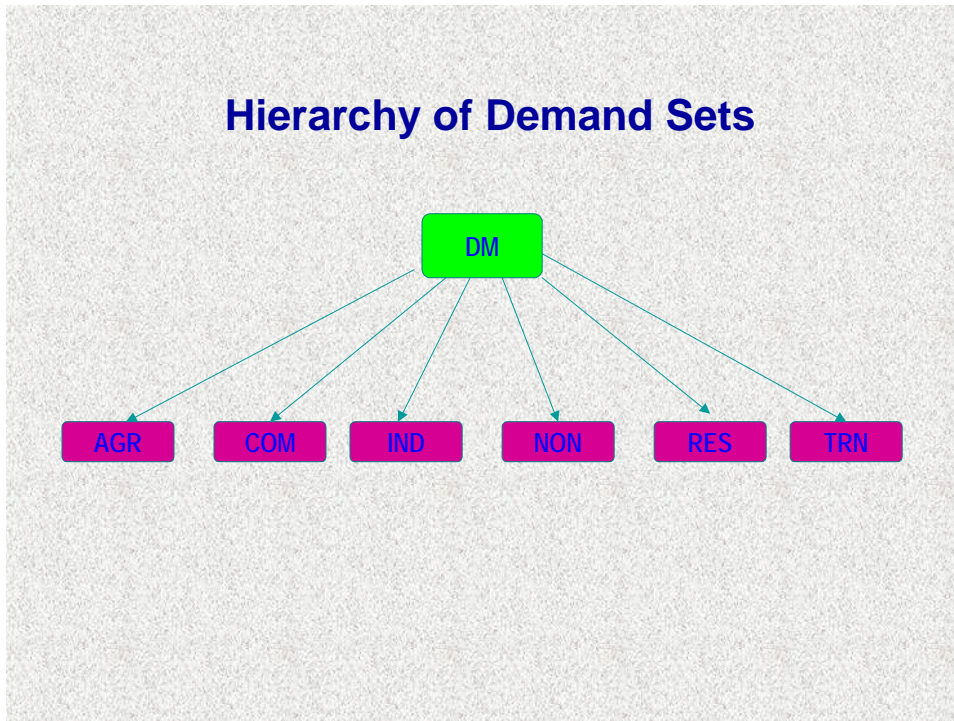 Hierarchy of Demand Sets
DM
AGR COM IND NON RES TRN